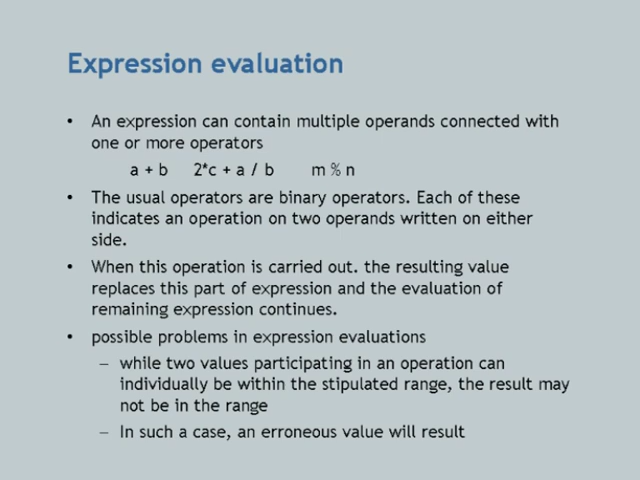 Expression evaluation
• An expression can contain multiple operands connected with
one or more operators
a + b 2*c + a / b m % n
• The usual operators are binary operators. Each of these
indicates an operation on two operands written on either
side.
• When this operation is carried out. the resulting value
replaces this part of expression and the evaluation of
remaining expression continues.
• possible problems in expression evaluations
– while two values participating in an operation can
individually be within the stipulated range, the result may
not be in the range
– In such a case, an erroneous value will result